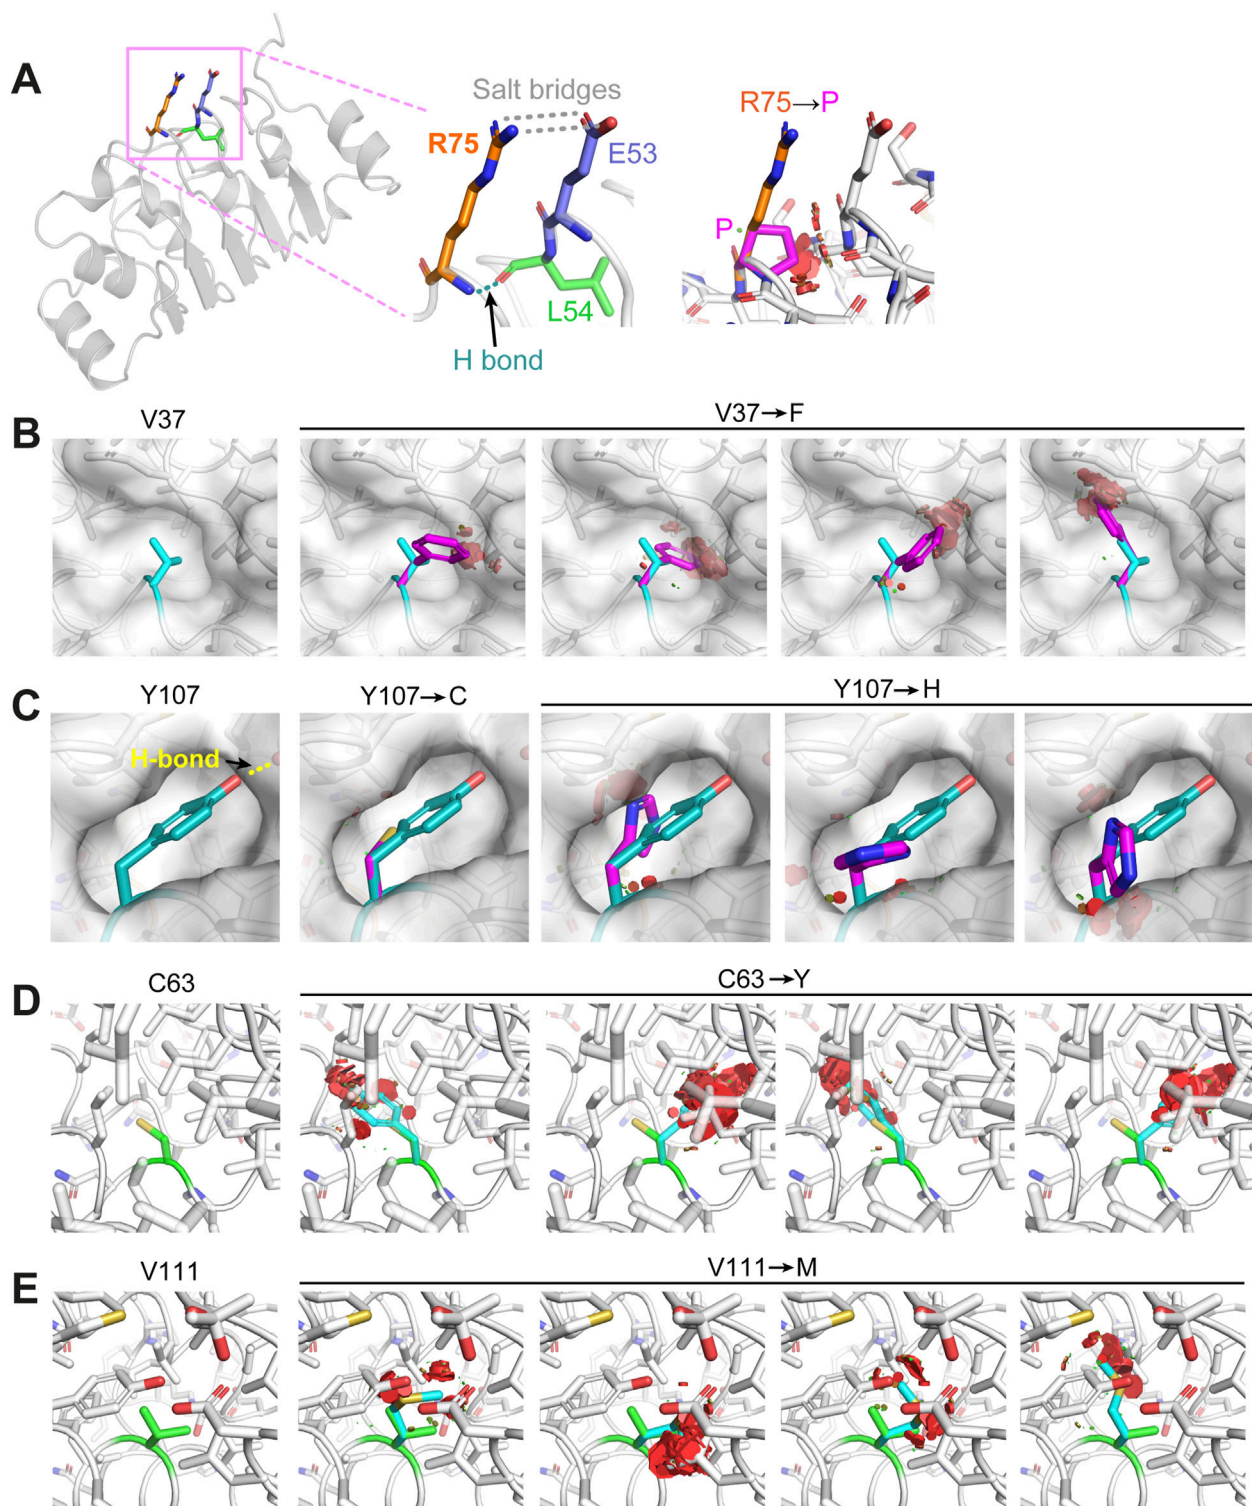 A
Salt bridges
R75
E53
L54
H bond
R75→P
P
B
V37
V37→F
C
Y107
Y107→C
Y107→H
H-bond
D
C63
C63→Y
E
V111
V111→M